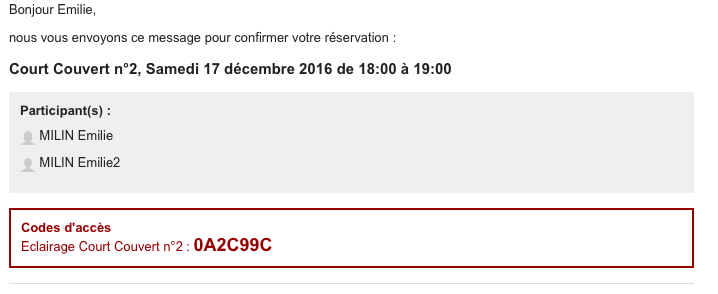 Bonjour Emilie,
nous vous envoyons ce message pour confirmer votre réservation :
Court Couvert n°2, Samedi 17 décembre 2016 de 18:00 à 19:00
Participant(s) :
MILIN Emilie
MILIN Emilie2
Codes d'accès
Eclairage Court Couvert n°2 : 0A2C99C